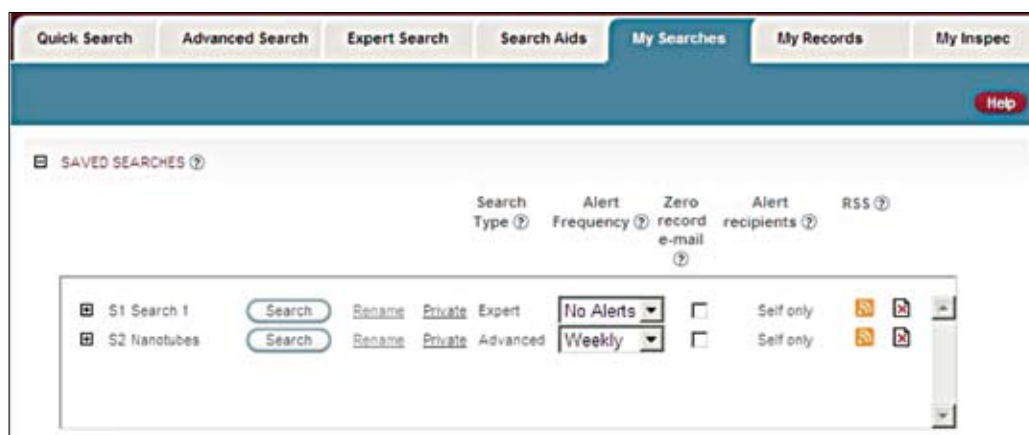 Quick Search Advanced Search Expert Search Search Aids My Searches My Records My Inspec
Help
SAVED SEARCHES ?
Search Type ? Alert Frequency ? Zero record e-mail ? Alert recipients ? RSS ?
S1 Search 1 Search Rename Private Expert No Alerts Self only
S2 Nanotubes Search Rename Private Advanced Weekly Self only